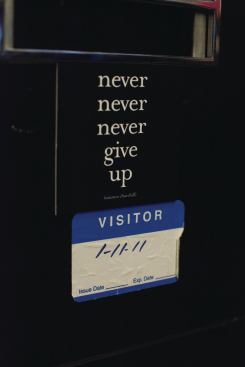 never
never
never
give
up
VISITOR
1-11-11
Issue Date
Exp. Date